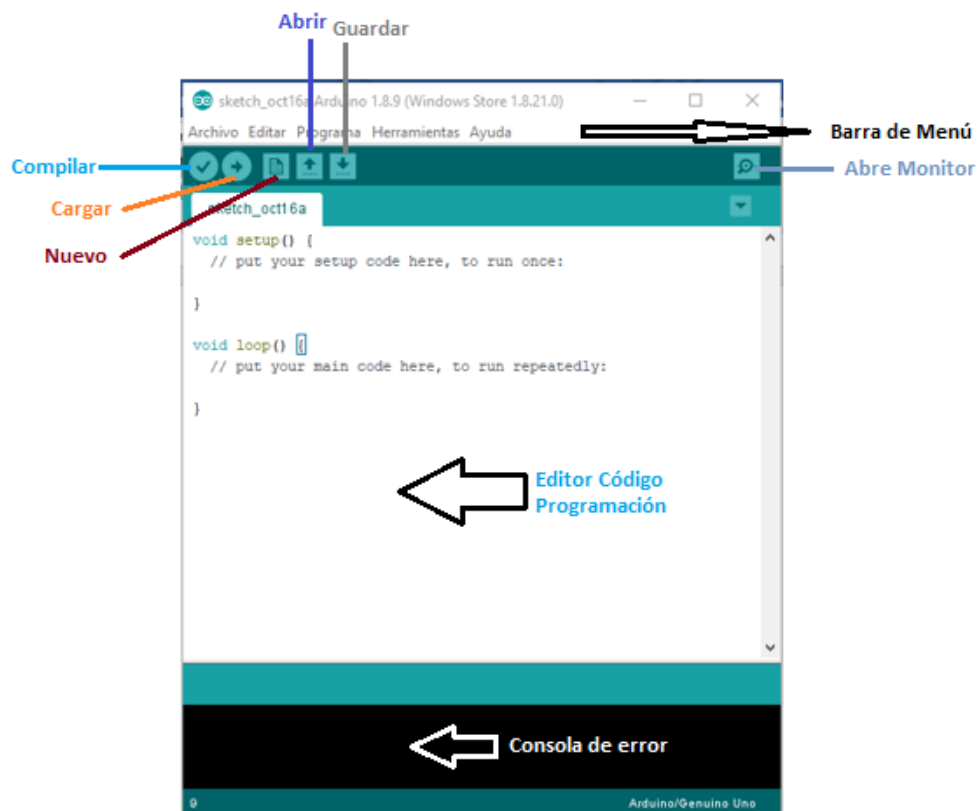 Abrir
Guardar
sketch_oct16a Arduino 1.8.9 (Windows Store 1.8.21.0)
Archivo Editar Programa Herramientas Ayuda
Barra de Menú
Compilar
Abre Monitor
Cargar
sketch_oct16a
Nuevo
void setup() {
// put your setup code here, to run once:
}
void loop() {
// put your main code here, to run repeatedly:
}
Editor Código
Programación
Consola de error
9
Arduino/Genuino Uno